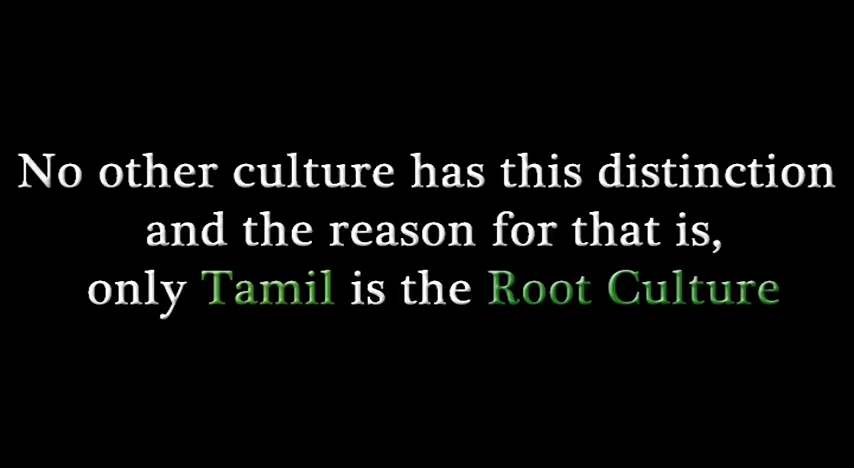 No other culture has this distinction
and the reason for that is,
only Tamil is the Root Culture